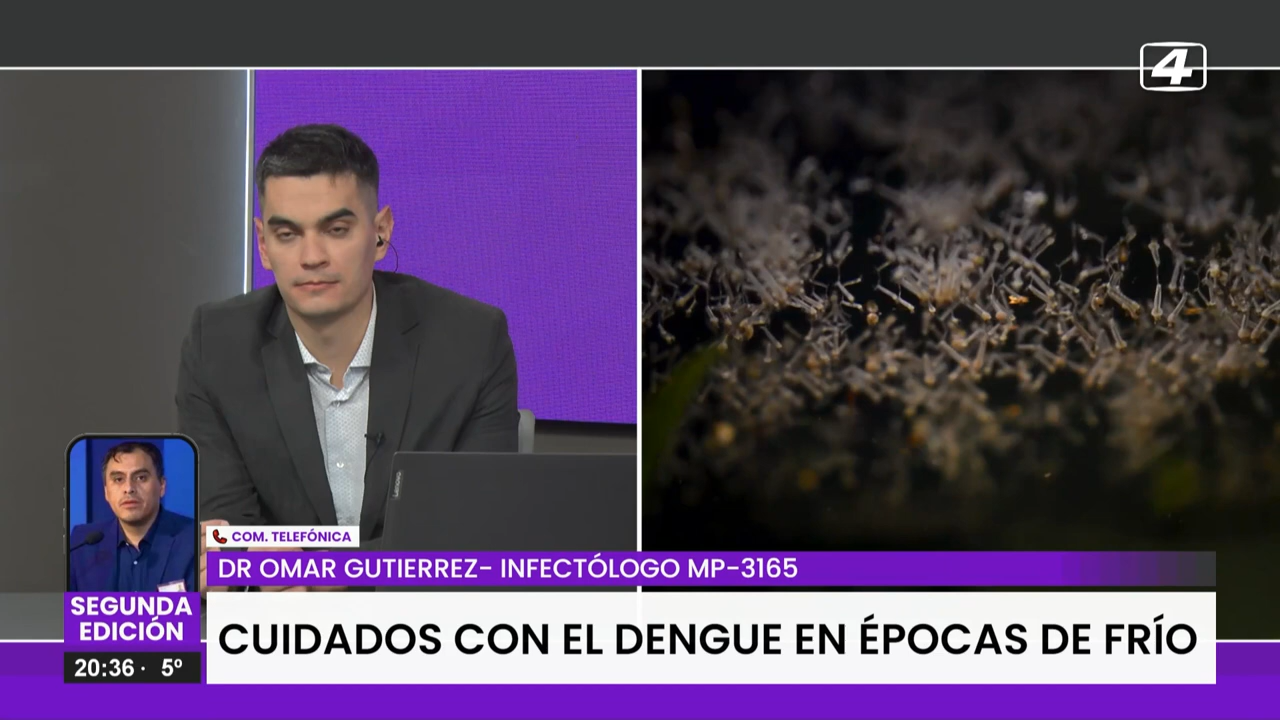 4
COM. TELEFÓNICA
DR OMAR GUTIERREZ- INFECTÓLOGO MP-3165
SEGUNDA
EDICIÓN
CUIDADOS CON EL DENGUE EN ÉPOCAS DE FRÍO
20:36 · 5º
Lenovo